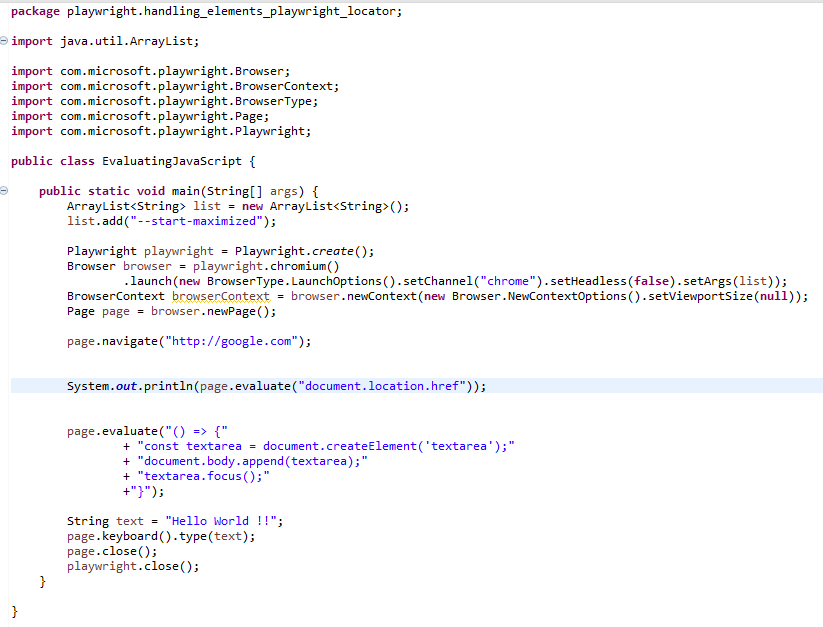 package playwright.handling_elements_playwright_locator;
import java.util.ArrayList;
import com.microsoft.playwright.Browser;
import com.microsoft.playwright.BrowserContext;
import com.microsoft.playwright.BrowserType;
import com.microsoft.playwright.Page;
import com.microsoft.playwright.Playwright;
public class EvaluatingJavaScript {
public static void main(String[] args) {
ArrayList<String> list = new ArrayList<String>();
list.add("--start-maximized");
Playwright playwright = Playwright.create();
Browser browser = playwright.chromium()
.launch(new BrowserType.LaunchOptions().setChannel("chrome").setHeadless(false).setArgs(list));
BrowserContext browserContext = browser.newContext(new Browser.NewContextOptions().setViewportSize(null));
Page page = browser.newPage();
page.navigate("http://google.com");
System.out.println(page.evaluate("document.location.href"));
page.evaluate("() => {"
+ "const textarea = document.createElement('textarea');"
+ "document.body.append(textarea);"
+ "textarea.focus();"
+"}");
String text = "Hello World !!";
page.keyboard().type(text);
page.close();
playwright.close();
}
}